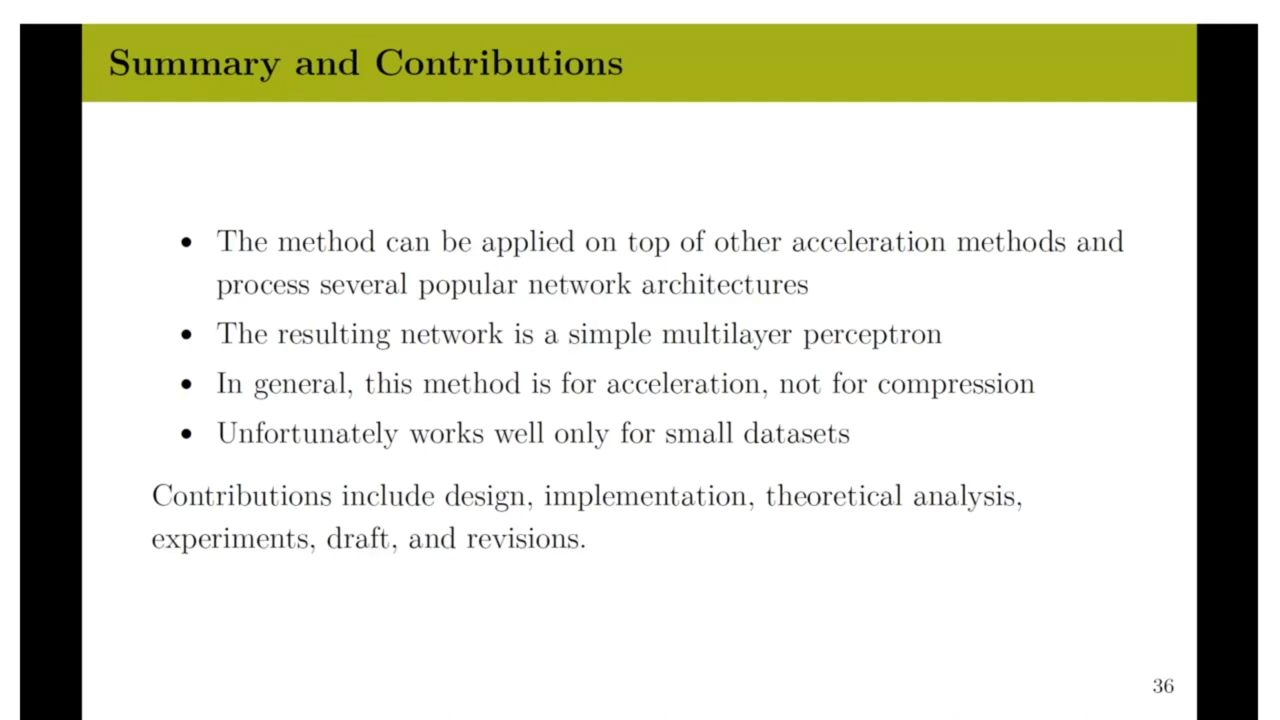 Summary and Contributions
• The method can be applied on top of other acceleration methods and
process several popular network architectures
• The resulting network is a simple multilayer perceptron
• In general, this method is for acceleration, not for compression
• Unfortunately works well only for small datasets
Contributions include design, implementation, theoretical analysis,
experiments, draft, and revisions.
36